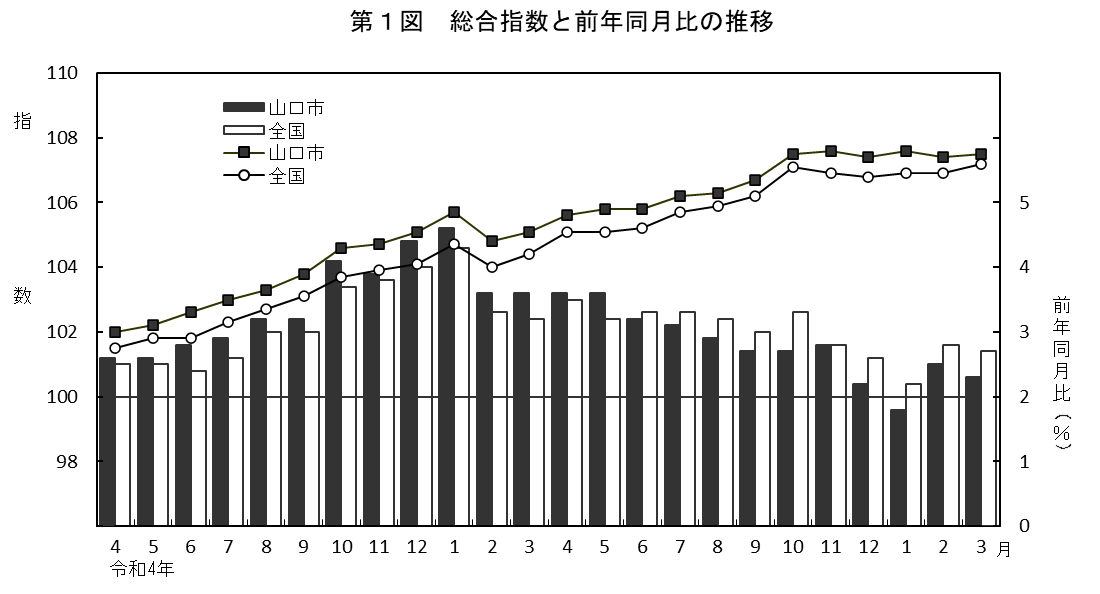 第１図　総合指数と前年同月比の推移
指
数
110
108
106
104
102
100
98
山口市
全国
山口市
全国
5
4
3
2
1
0
前年同月比（%）
4 5 6 7 8 9 10 11 12 1 2 3 4 5 6 7 8 9 10 11 12 1 2 3 月
令和4年